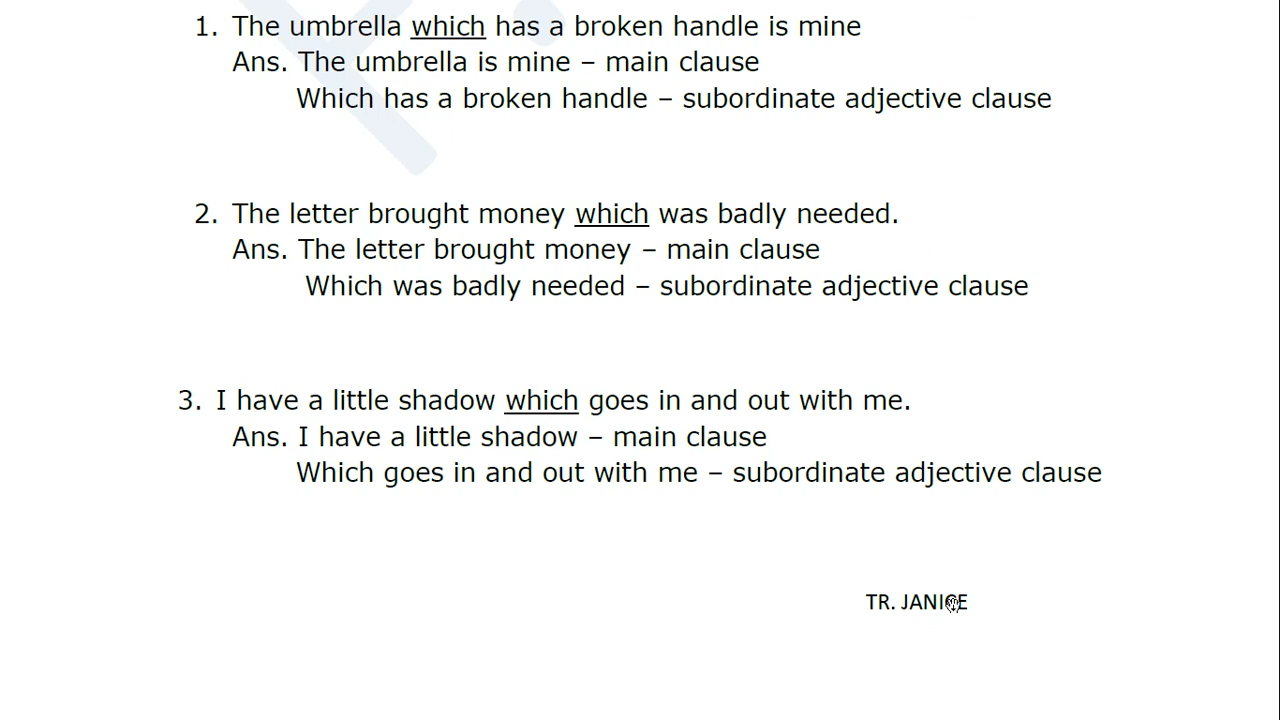 1. The umbrella which has a broken handle is mine
Ans. The umbrella is mine – main clause
Which has a broken handle – subordinate adjective clause
2. The letter brought money which was badly needed.
Ans. The letter brought money – main clause
Which was badly needed – subordinate adjective clause
3. I have a little shadow which goes in and out with me.
Ans. I have a little shadow – main clause
Which goes in and out with me – subordinate adjective clause
TR. JANICE